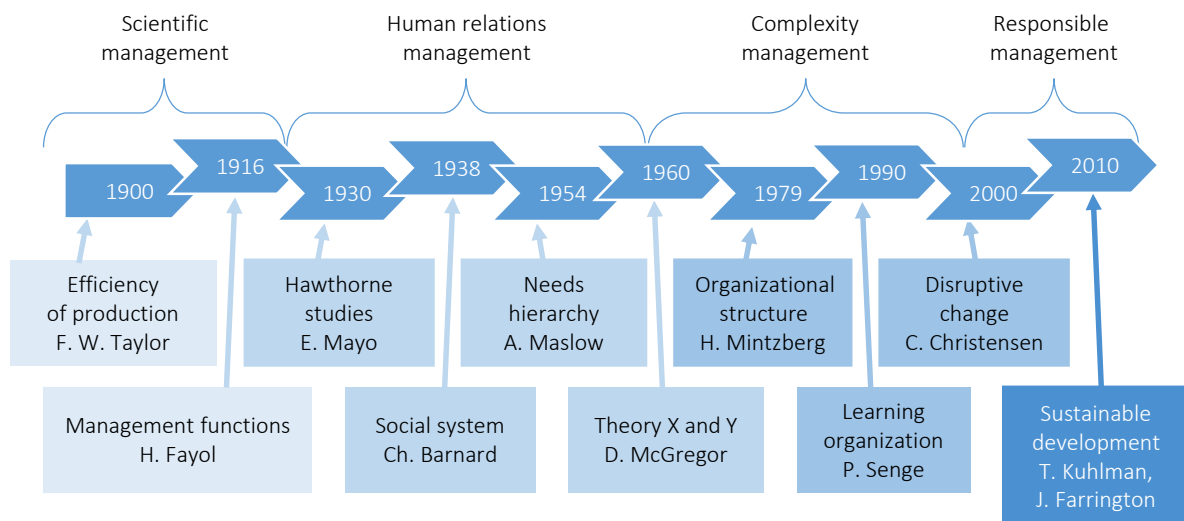 Scientific
management
Human relations
management
Complexity
management
Responsible
management
1900
1916
1930
1938
1954
1960
1979
1990
2000
2010
Efficiency
of production
F. W. Taylor
Hawthorne
studies
E. Mayo
Needs
hierarchy
A. Maslow
Organizational
structure
H. Mintzberg
Disruptive
change
C. Christensen
Management functions
H. Fayol
Social system
Ch. Barnard
Theory X and Y
D. McGregor
Learning
organization
P. Senge
Sustainable
development
T. Kuhlman,
J. Farrington